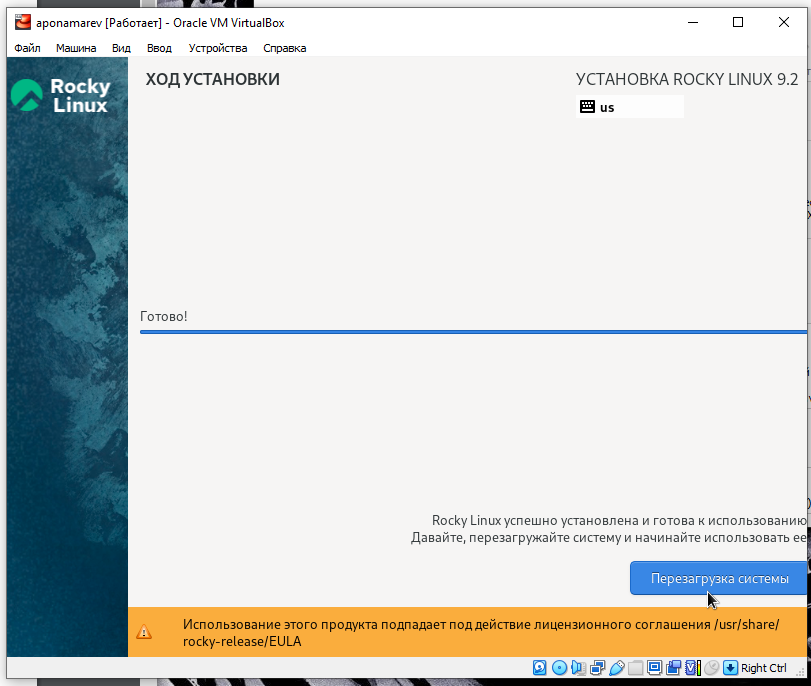 aponamarev [Работает] - Oracle VM VirtualBox
Файл Машина Вид Ввод Устройства Справка
Rocky
Linux
ХОД УСТАНОВКИ
УСТАНОВКА ROCKY LINUX 9.2
us
Готово!
Rocky Linux успешно установлена и готова к использованию
Давайте, перезагружайте систему и начинайте использовать ее
Перезагрузка системы
Использование этого продукта подпадает под действие лицензионного соглашения /usr/share/
rocky-release/EULA
Right Ctrl